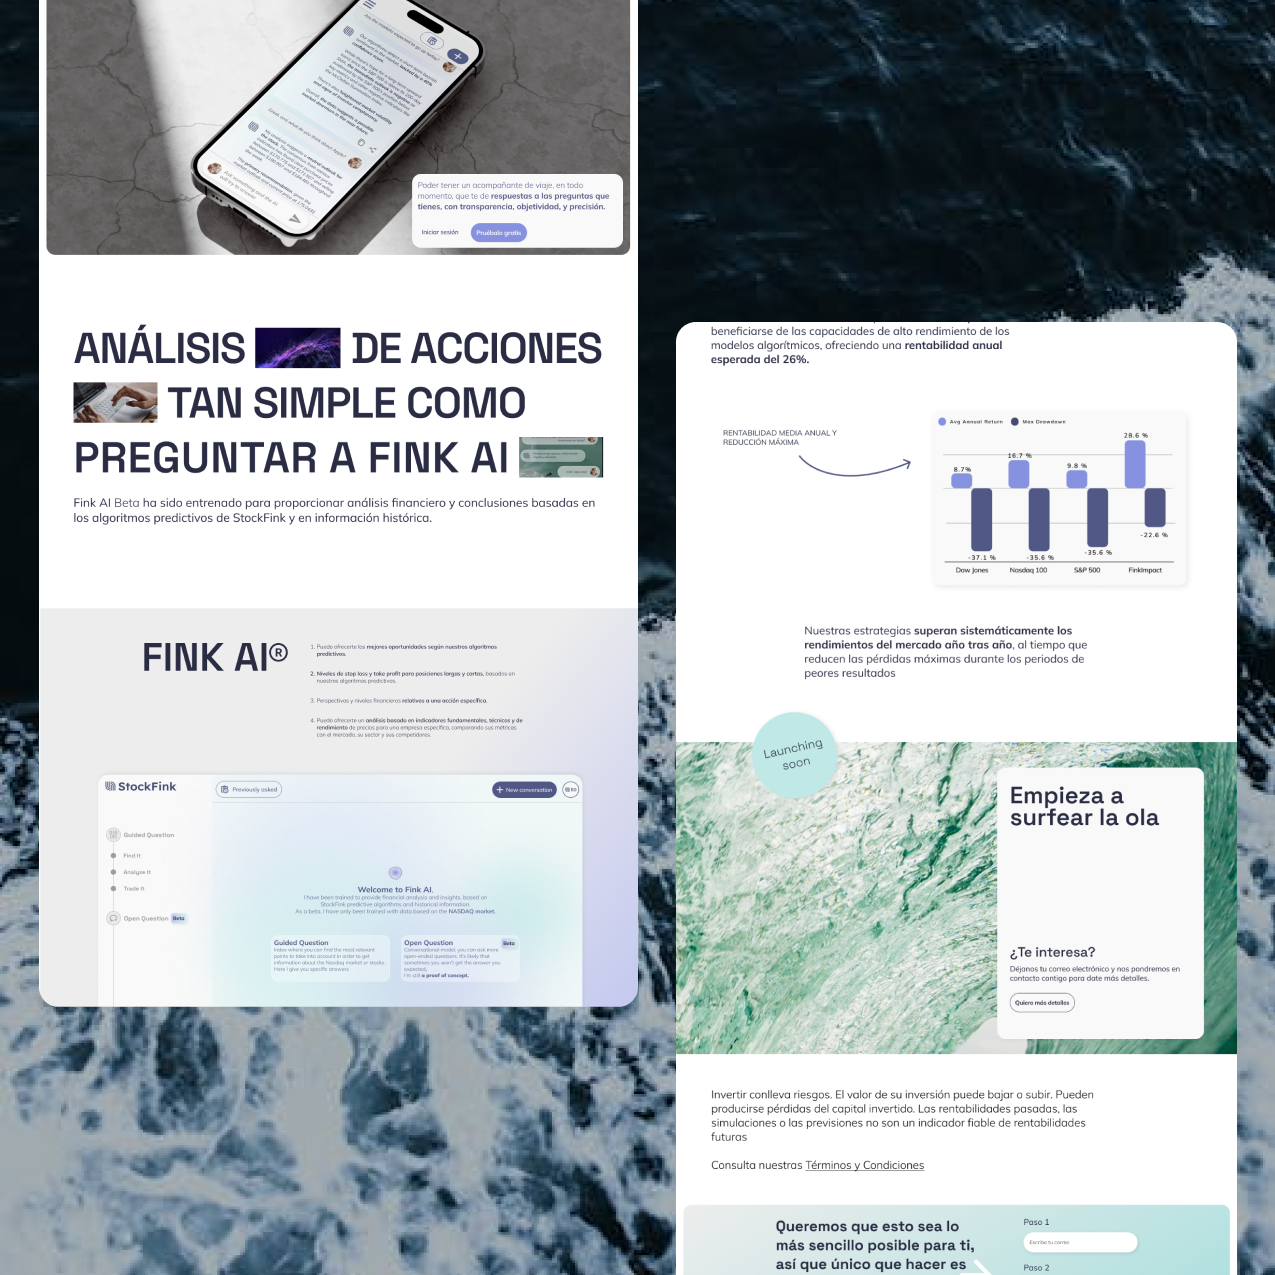 Poder tener un acompañante de viaje, en todo
momento, que te de respuestas a las preguntas que
tienes, con transparencia, objetividad, y precisión.
Iniciar sesión
Pruébalo gratis
ANÁLISIS DE ACCIONES
TAN SIMPLE COMO
PREGUNTAR A FINK AI
Fink AI Beta ha sido entrenado para proporcionar análisis financiero y conclusiones basadas en
los algoritmos predictivos de StockFink y en información histórica.
FINK AI®
1. Puedo ofrecerte las mejores oportunidades según nuestros algoritmos
predictivos.
2. Niveles de stop loss y take profit para posiciones largas y cortas, basados en
nuestros algoritmos predictivos.
3. Perspectivas y niveles financieros relativos a una acción específica.
4. Puedo ofrecerte un análisis basado en indicadores fundamentales, técnicos y de
rendimiento de precios para una empresa específica, comparando sus métricas
con el mercado, su sector y sus competidores.
StockFink
Previously asked
+ New conversation
Guided Question
Find It
Analyze It
Trade It
Open Question Beta
Welcome to Fink AI.
I have been trained to provide financial analysis and insights, based on
StockFink predictive algorithms and historical information.
As a beta, I have only been trained with data based on the NASDAQ market.
Guided Question
Index where you can find the most relevant
points to take into account in order to get
information about the Nasdaq market or stocks.
Here I give you specific answers
Open Question Beta
Conversational model, you can ask more
open-ended questions. It's likely that
sometimes you won't get the answer you
expected.
I'm still a proof of concept.
beneficiarse de las capacidades de alto rendimiento de los
modelos algorítmicos, ofreciendo una rentabilidad anual
esperada del 26%.
RENTABILIDAD MEDIA ANUAL Y
REDUCCIÓN MÁXIMA
Avg Annual Return Max Drawdown
8.7% 16.7 % 9.8 % 28.6 %
-37.1 % -35.6 % -35.6 % -22.6 %
Dow Jones Nasdaq 100 S&P 500 FinkImpact
Nuestras estrategias superan sistemáticamente los
rendimientos del mercado año tras año, al tiempo que
reducen las pérdidas máximas durante los periodos de
peores resultados
Launching
soon
Empieza a
surfear la ola
¿Te interesa?
Déjanos tu correo electrónico y nos pondremos en
contacto contigo para date más detalles.
Quiero más detalles
Invertir conlleva riesgos. El valor de su inversión puede bajar o subir. Pueden
producirse pérdidas del capital invertido. Las rentabilidades pasadas, las
simulaciones o las previsiones no son un indicador fiable de rentabilidades
futuras
Consulta nuestras Términos y Condiciones
Queremos que esto sea lo
más sencillo posible para ti,
así que único que hacer es
Paso 1
Escribe tu correo
Paso 2